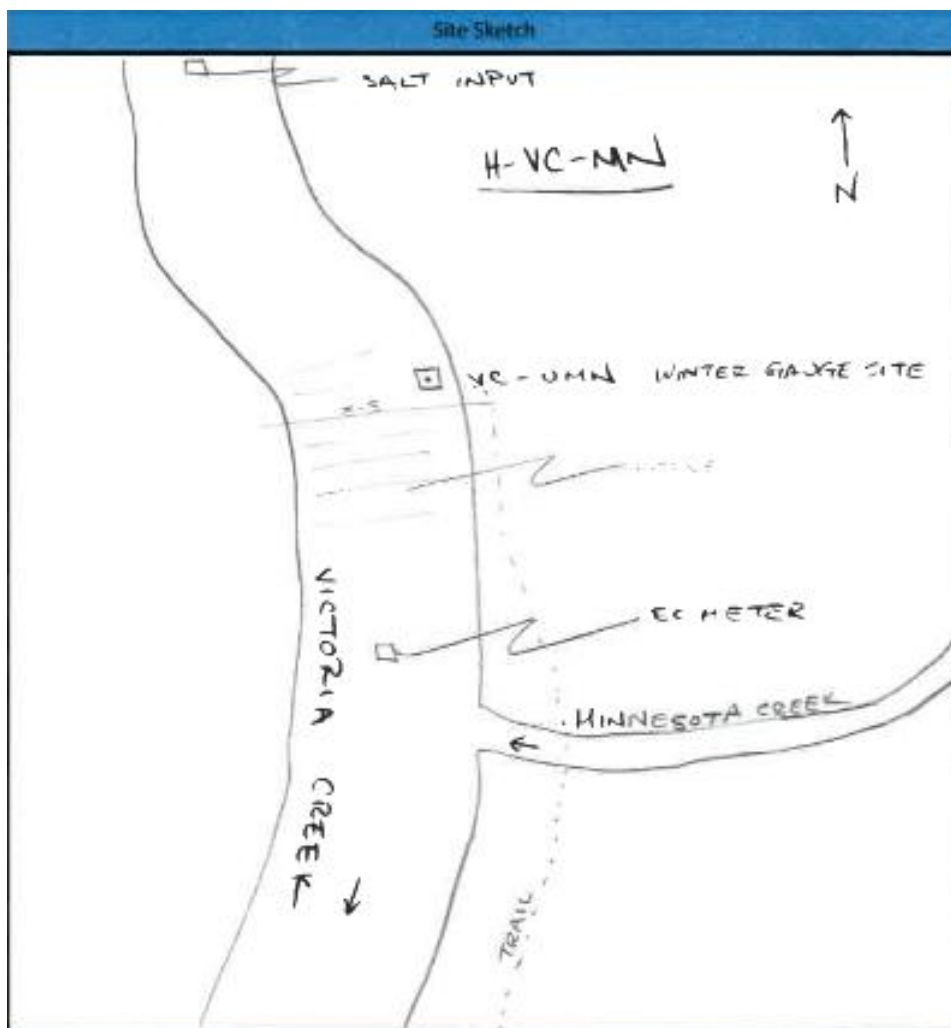 Site Sketch
SALT INPUT
H-VC-MN
N
VC-UMN WINTER GAUGE SITE
X-S
EC METER
MINNESOTA CREEK
VICTORIA CREEK
TRAIL